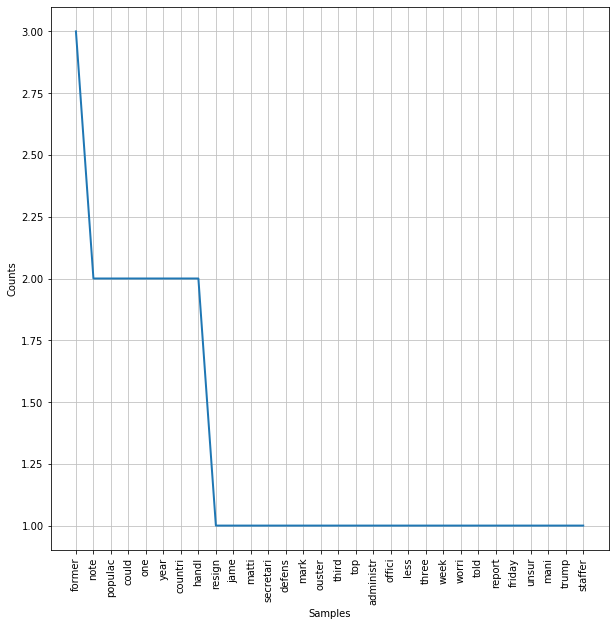 3.00
2.75
2.50
2.25
2.00
1.75
1.50
1.25
1.00
Counts
former
note
populac
could
one
year
countri
handl
resign
jame
matti
secretari
defens
mark
ouster
third
top
administr
offici
less
three
week
worri
told
report
friday
unsur
mani
trump
staffer
Samples